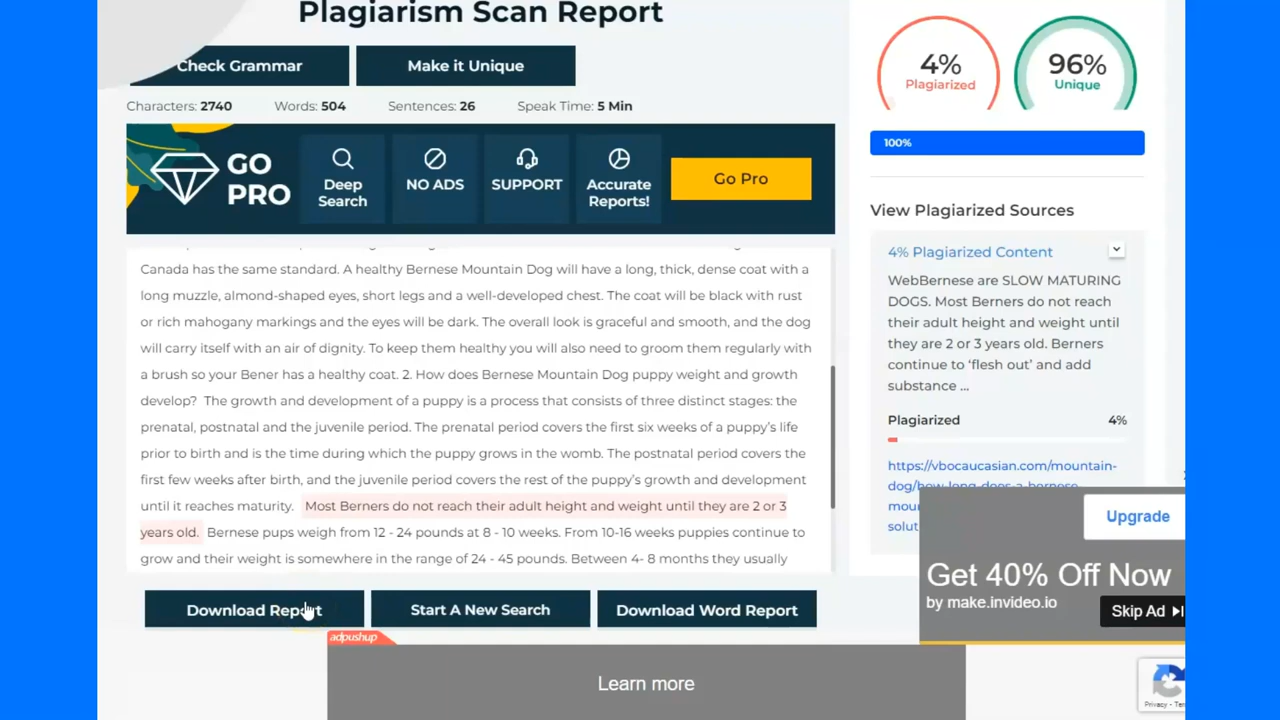 Plagiarism Scan Report
Check Grammar
Make it Unique
Characters: 2740 Words: 504 Sentences: 26 Speak Time: 5 Min
GO PRO
Deep Search
NO ADS
SUPPORT
Accurate Reports!
Go Pro
Canada has the same standard. A healthy Bernese Mountain Dog will have a long, thick, dense coat with a
long muzzle, almond-shaped eyes, short legs and a well-developed chest. The coat will be black with rust
or rich mahogany markings and the eyes will be dark. The overall look is graceful and smooth, and the dog
will carry itself with an air of dignity. To keep them healthy you will also need to groom them regularly with
a brush so your Bener has a healthy coat. 2. How does Bernese Mountain Dog puppy weight and growth
develop? The growth and development of a puppy is a process that consists of three distinct stages: the
prenatal, postnatal and the juvenile period. The prenatal period covers the first six weeks of a puppy's life
prior to birth and is the time during which the puppy grows in the womb. The postnatal period covers the
first few weeks after birth, and the juvenile period covers the rest of the puppy's growth and development
until it reaches maturity. Most Berners do not reach their adult height and weight until they are 2 or 3
years old. Bernese pups weigh from 12 - 24 pounds at 8 - 10 weeks. From 10-16 weeks puppies continue to
grow and their weight is somewhere in the range of 24 - 45 pounds. Between 4- 8 months they usually
Download Report
Start A New Search
Download Word Report
4%
Plagiarized
96%
Unique
100%
View Plagiarized Sources
4% Plagiarized Content
WebBernese are SLOW MATURING
DOGS. Most Berners do not reach
their adult height and weight until
they are 2 or 3 years old. Berners
continue to ‘flesh out’ and add
substance ...
Plagiarized 4%
https://vbocaucasian.com/mountain-
dog/how-long-does-a-bernese-
Upgrade
Get 40% Off Now
by make.invideo.io
Skip Ad
adpushup
Learn more
Privacy